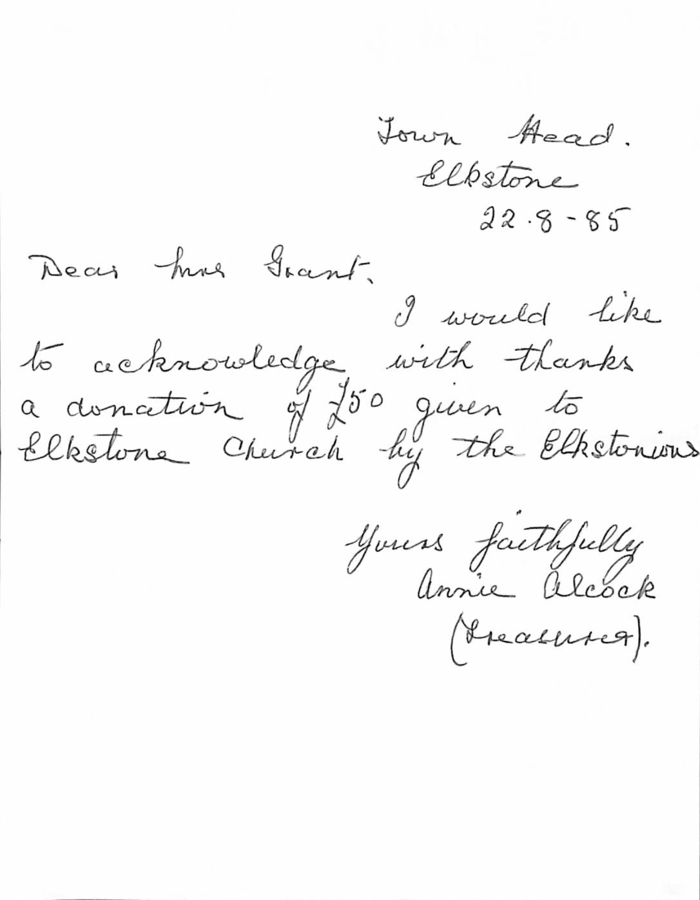 Town Head.
Elkstone
22.8-85
Dear Mrs Grant,
I would like
to acknowledge with thanks
a donation of £50 given to
Elkstone Church by the Elkstonians
Yours faithfully
Annie Alcock
(Treasurer).